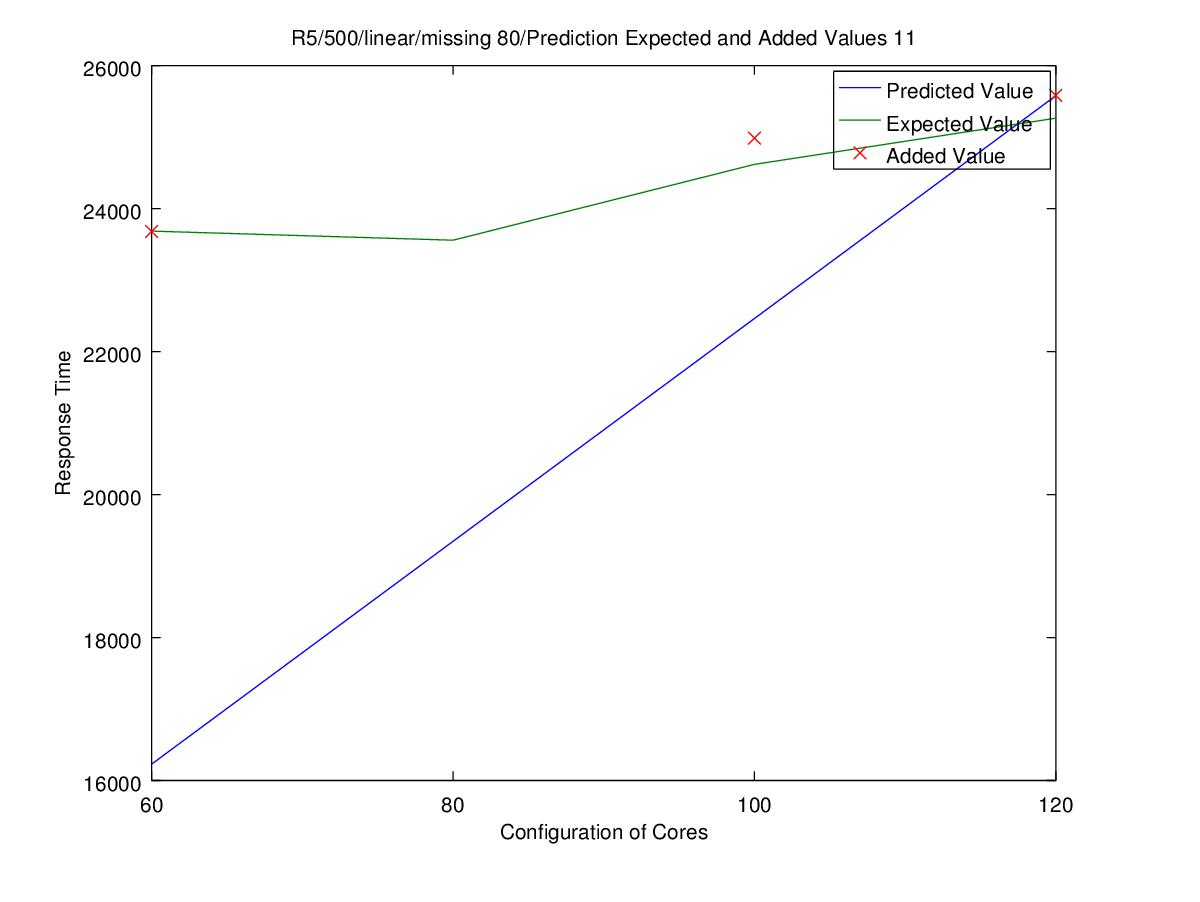 R5/500/linear/missing 80/Prediction Expected and Added Values 11
26000
24000
22000
20000
18000
16000
Response Time
Predicted Value
Expected Value
Added Value
60
80
100
120
Configuration of Cores